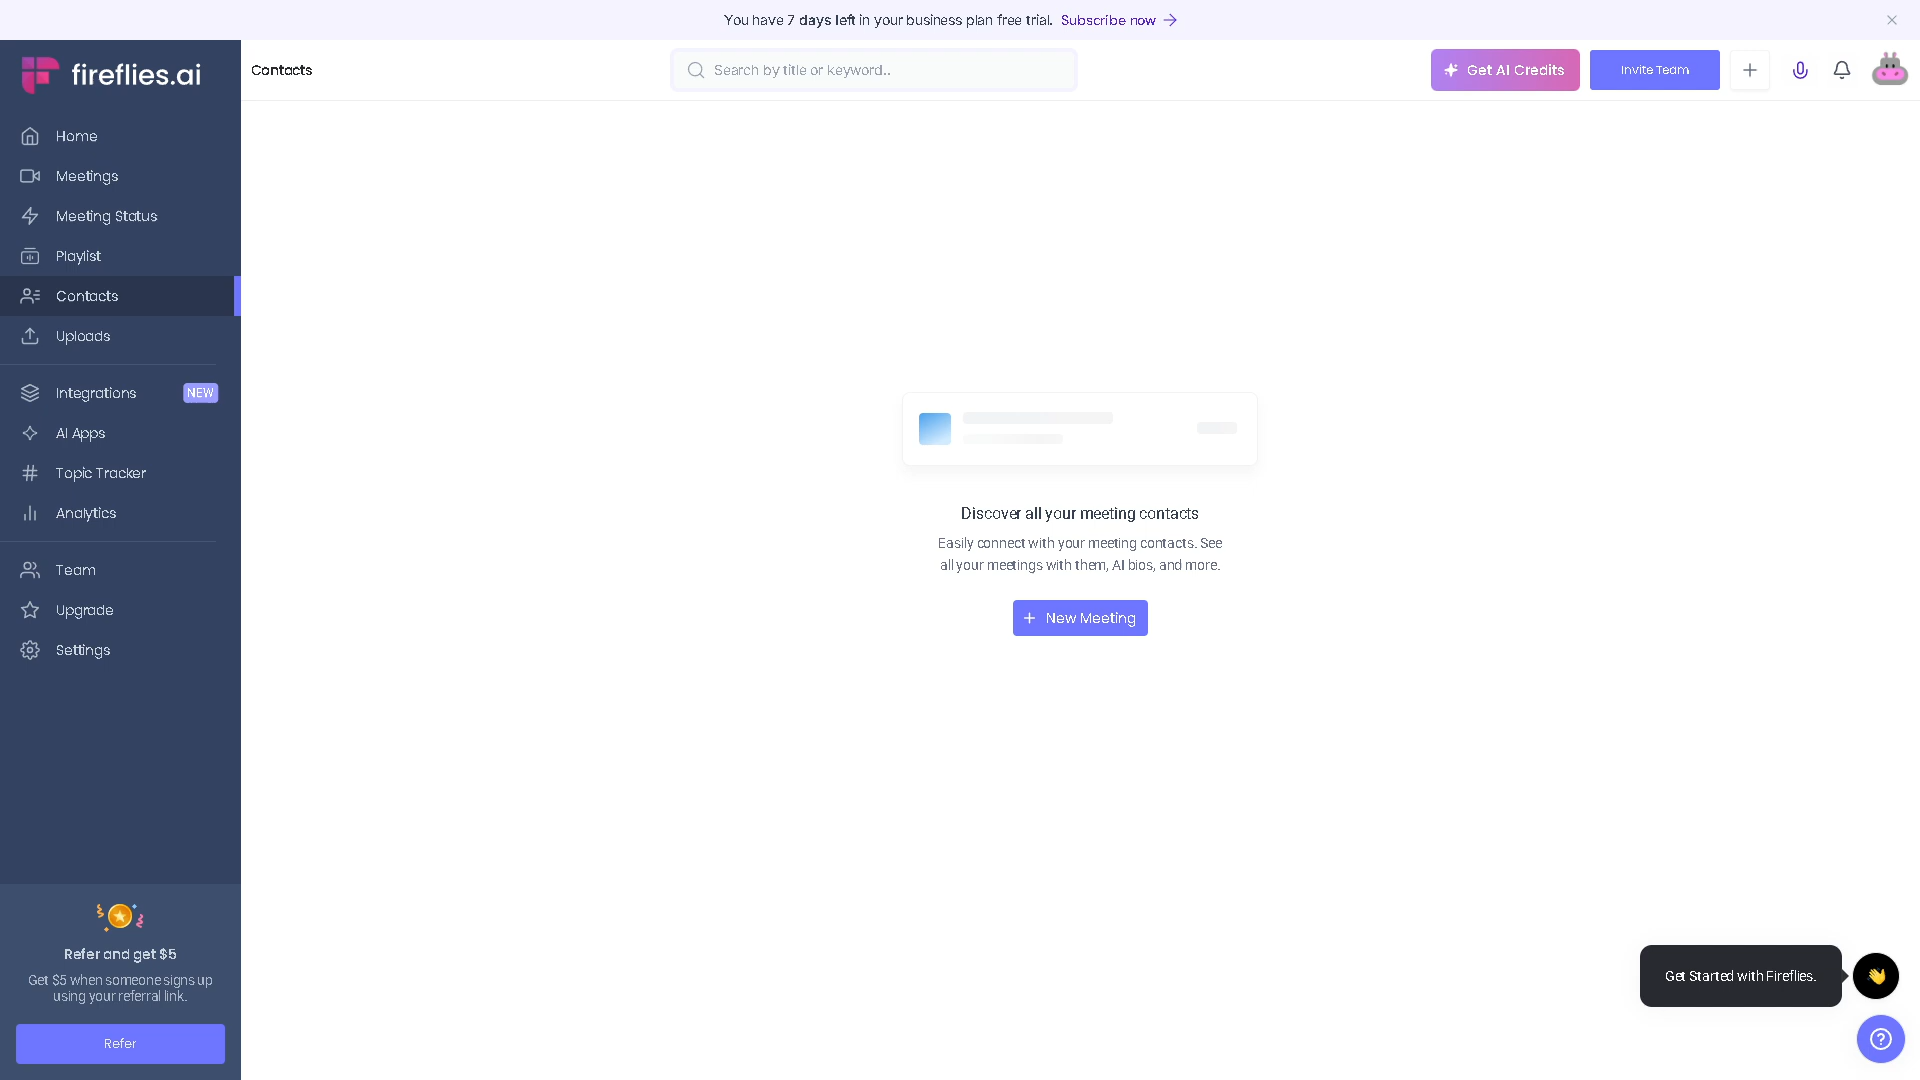 You have 7 days left in your business plan free trial. Subscribe now
fireflies.ai
Contacts
Search by title or keyword..
Get AI Credits
Invite Team
Home
Meetings
Meeting Status
Playlist
Contacts
Uploads
Integrations NEW
AI Apps
Topic Tracker
Analytics
Team
Upgrade
Settings
Discover all your meeting contacts
Easily connect with your meeting contacts. See
all your meetings with them, AI bios, and more.
New Meeting
Refer and get $5
Get $5 when someone signs up
using your referral link.
Refer
Get Started with Fireflies.